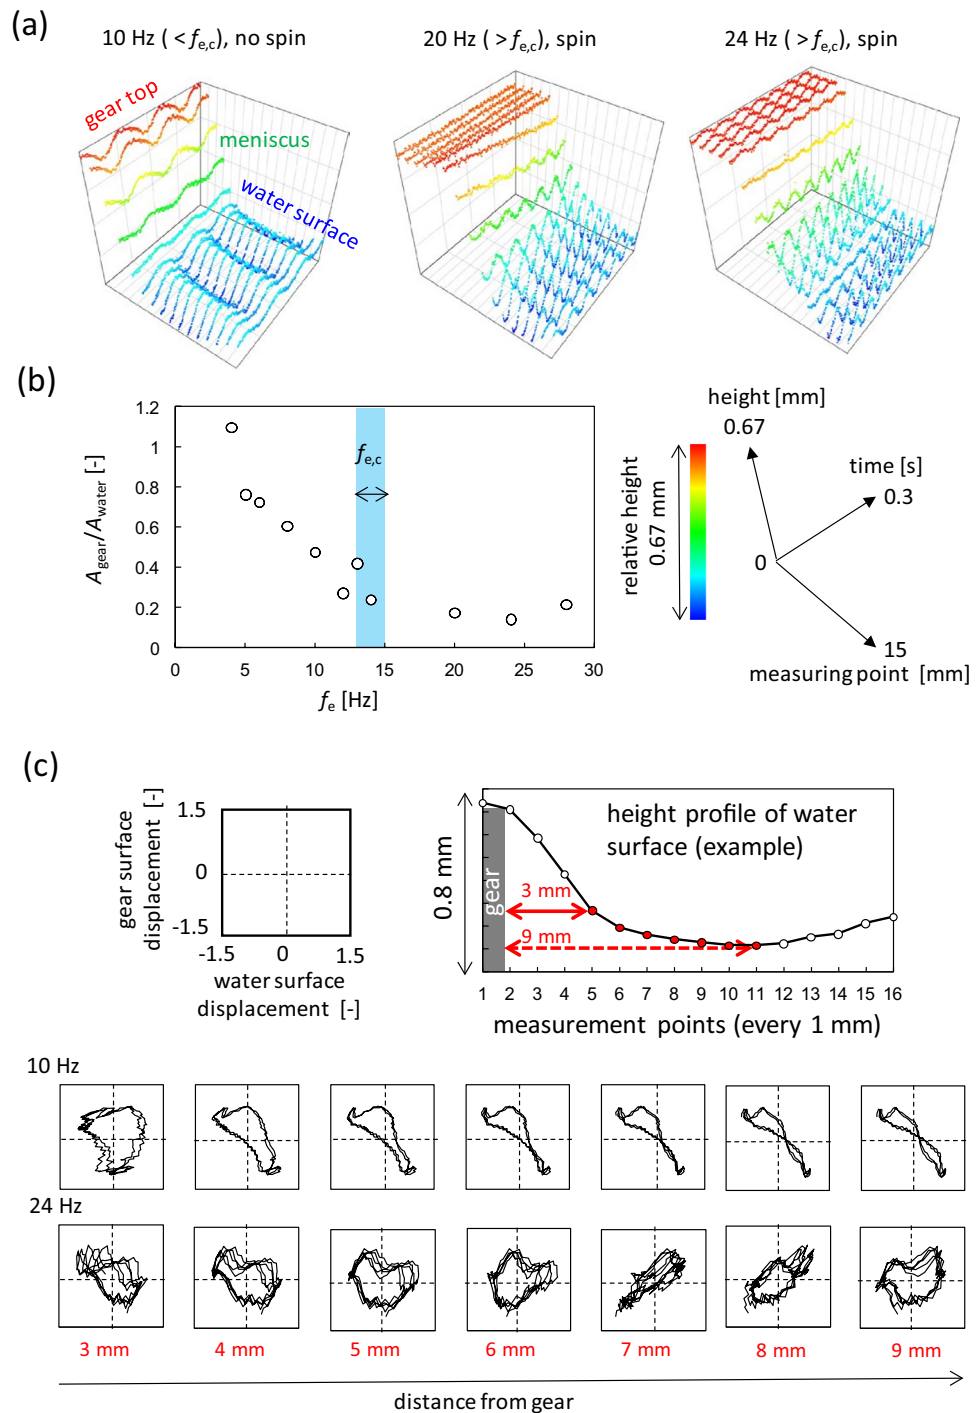 (a)
10 Hz ( < fe,c), no spin
20 Hz ( > fe,c), spin
24 Hz ( > fe,c), spin
gear top
meniscus
water surface
(b)
1.2
1
0.8
0.6
0.4
0.2
0
Agear/Awater [-]
fe,c
0 5 10 15 20 25 30
fe [Hz]
relative height
0.67 mm
height [mm]
0.67
time [s]
0.3
0
15
measuring point [mm]
(c)
gear surface
displacement [-]
1.5
0
-1.5
-1.5 0 1.5
water surface
displacement [-]
0.8 mm
gear
height profile of water
surface (example)
3 mm
9 mm
1 2 3 4 5 6 7 8 9 10 11 12 13 14 15 16
measurement points (every 1 mm)
10 Hz
24 Hz
3 mm 4 mm 5 mm 6 mm 7 mm 8 mm 9 mm
distance from gear